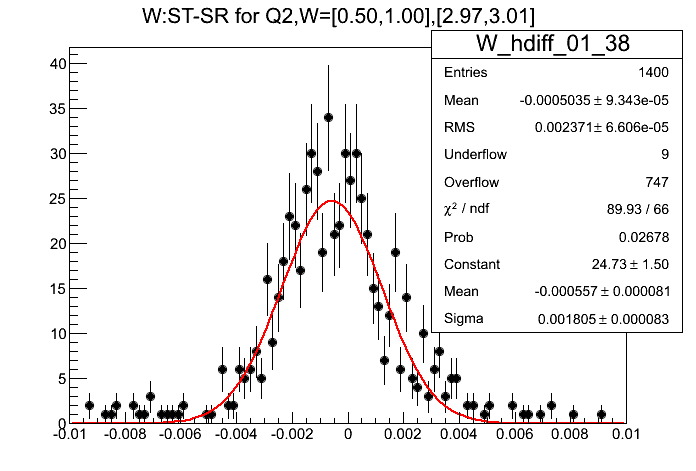 W:ST-SR for Q2,W=[0.50,1.00],[2.97,3.01]
W_hdiff_01_38
Entries 1400
Mean -0.0005035 ± 9.343e-05
RMS 0.002371 ± 6.606e-05
Underflow 9
Overflow 747
χ² / ndf 89.93 / 66
Prob 0.02678
Constant 24.73 ± 1.50
Mean -0.000557 ± 0.000081
Sigma 0.001805 ± 0.000083
40
35
30
25
20
15
10
5
0
-0.01 -0.008 -0.006 -0.004 -0.002 0 0.002 0.004 0.006 0.008 0.01